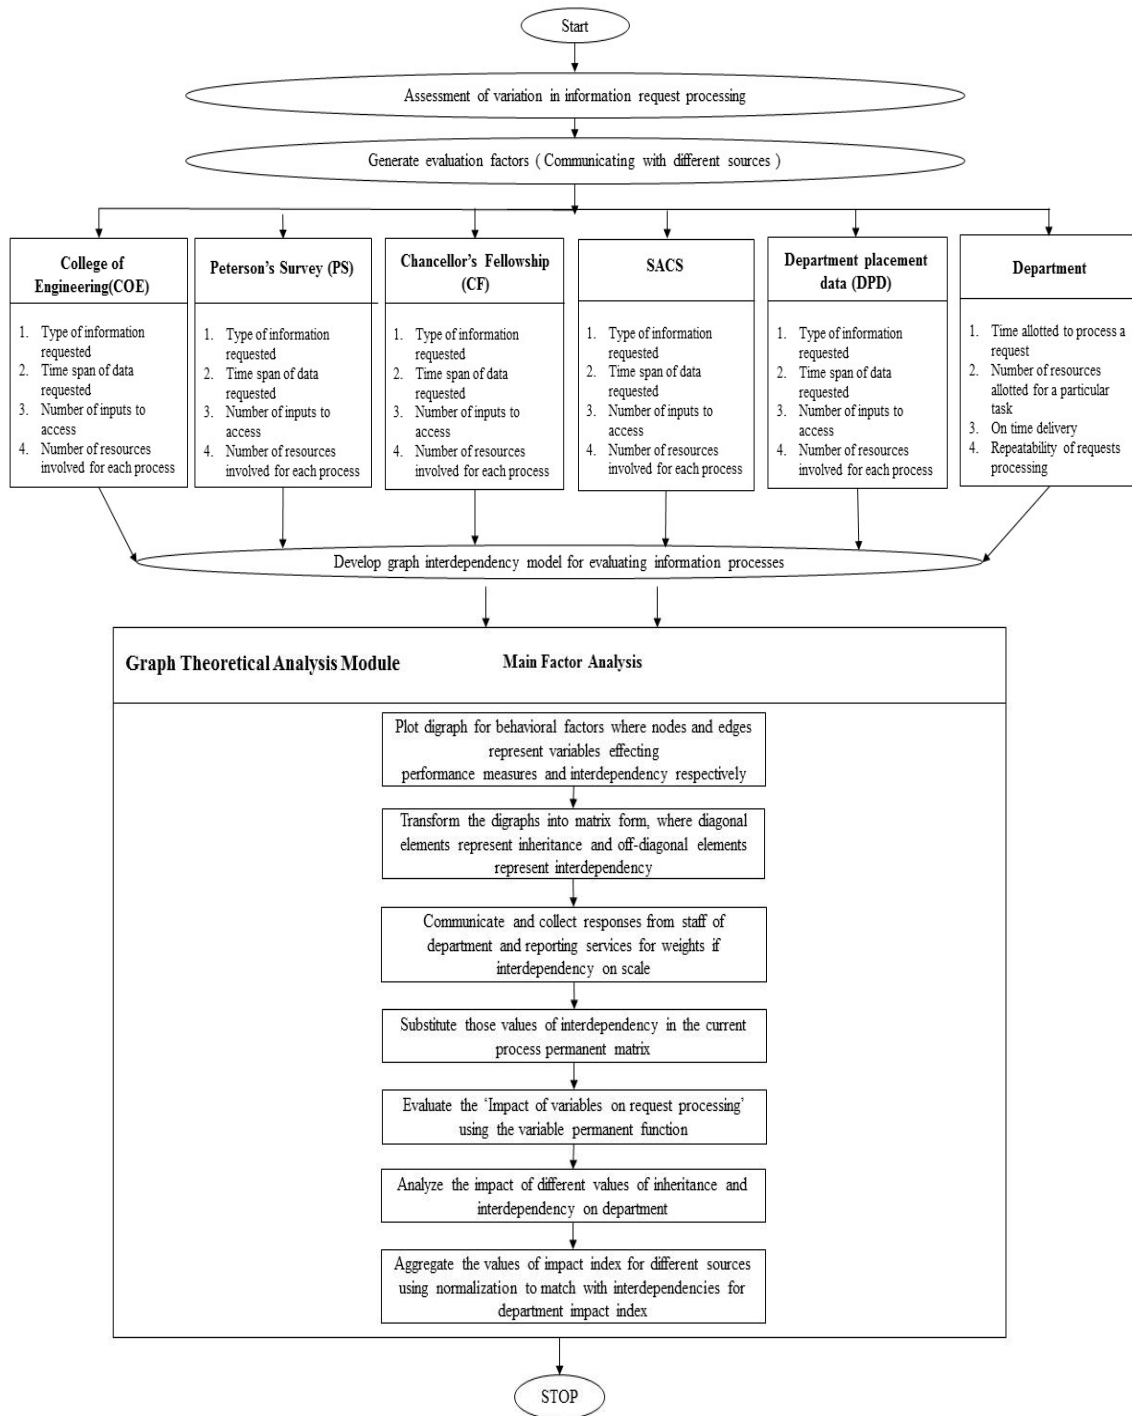 Start
Assessment of variation in information request processing
Generate evaluation factors ( Communicating with different sources )
College of
Engineering(COE)
1. Type of information
requested
2. Time span of data
requested
3. Number of inputs to
access
4. Number of resources
involved for each process
Peterson's Survey (PS)
1. Type of information
requested
2. Time span of data
requested
3. Number of inputs to
access
4. Number of resources
involved for each process
Chancellor's Fellowship
(CF)
1. Type of information
requested
2. Time span of data
requested
3. Number of inputs to
access
4. Number of resources
involved for each process
SACS
1. Type of information
requested
2. Time span of data
requested
3. Number of inputs to
access
4. Number of resources
involved for each process
Department placement
data (DPD)
1. Type of information
requested
2. Time span of data
requested
3. Number of inputs to
access
4. Number of resources
involved for each process
Department
1. Time allotted to process a
request
2. Number of resources
allotted for a particular
task
3. On time delivery
4. Repeatability of requests
processing
Develop graph interdependency model for evaluating information processes
Graph Theoretical Analysis Module
Main Factor Analysis
Plot digraph for behavioral factors where nodes and edges
represent variables effecting
performance measures and interdependency respectively
Transform the digraphs into matrix form, where diagonal
elements represent inheritance and off-diagonal elements
represent interdependency
Communicate and collect responses from staff of
department and reporting services for weights if
interdependency on scale
Substitute those values of interdependency in the current
process permanent matrix
Evaluate the ‘Impact of variables on request processing’
using the variable permanent function
Analyze the impact of different values of inheritance and
interdependency on department
Aggregate the values of impact index for different sources
using normalization to match with interdependencies for
department impact index
STOP